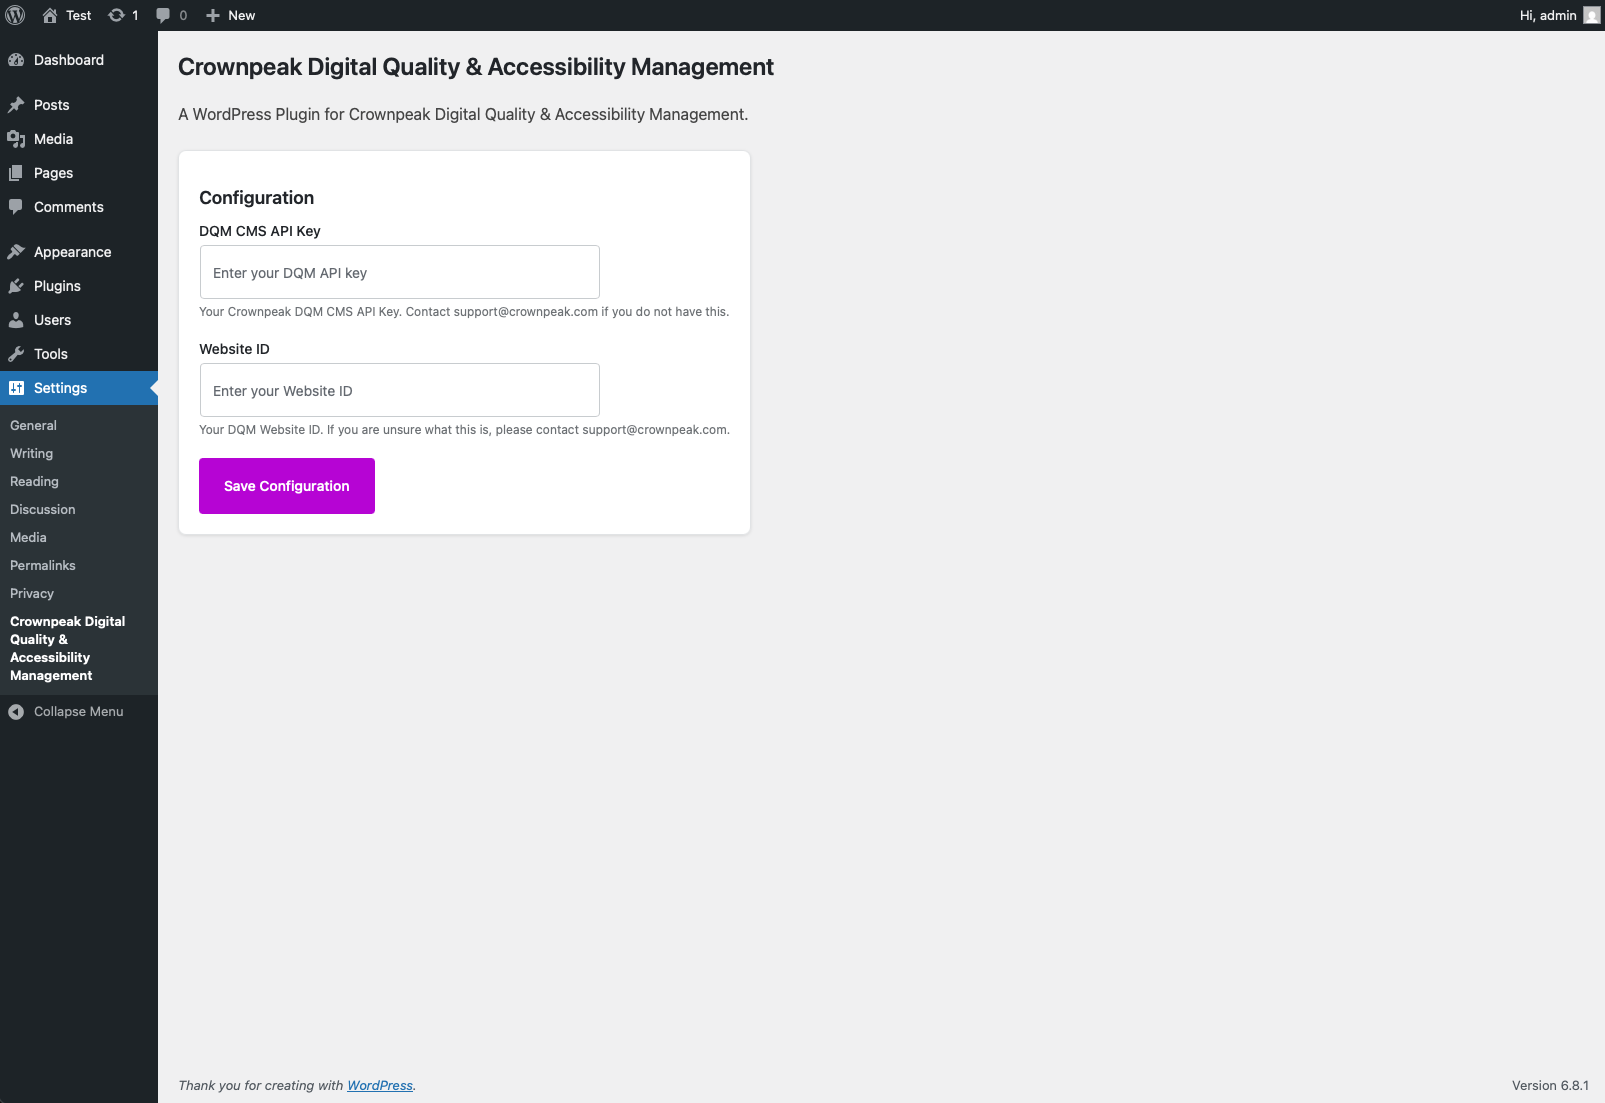 Test 1 0 New Hi, admin
Dashboard
Posts
Media
Pages
Comments
Appearance
Plugins
Users
Tools
Settings
General
Writing
Reading
Discussion
Media
Permalinks
Privacy
Crownpeak Digital
Quality &
Accessibility
Management
Collapse Menu
Crownpeak Digital Quality & Accessibility Management
A WordPress Plugin for Crownpeak Digital Quality & Accessibility Management.
Configuration
DQM CMS API Key
Enter your DQM API key
Your Crownpeak DQM CMS API Key. Contact support@crownpeak.com if you do not have this.
Website ID
Enter your Website ID
Your DQM Website ID. If you are unsure what this is, please contact support@crownpeak.com.
Save Configuration
Thank you for creating with WordPress.
Version 6.8.1